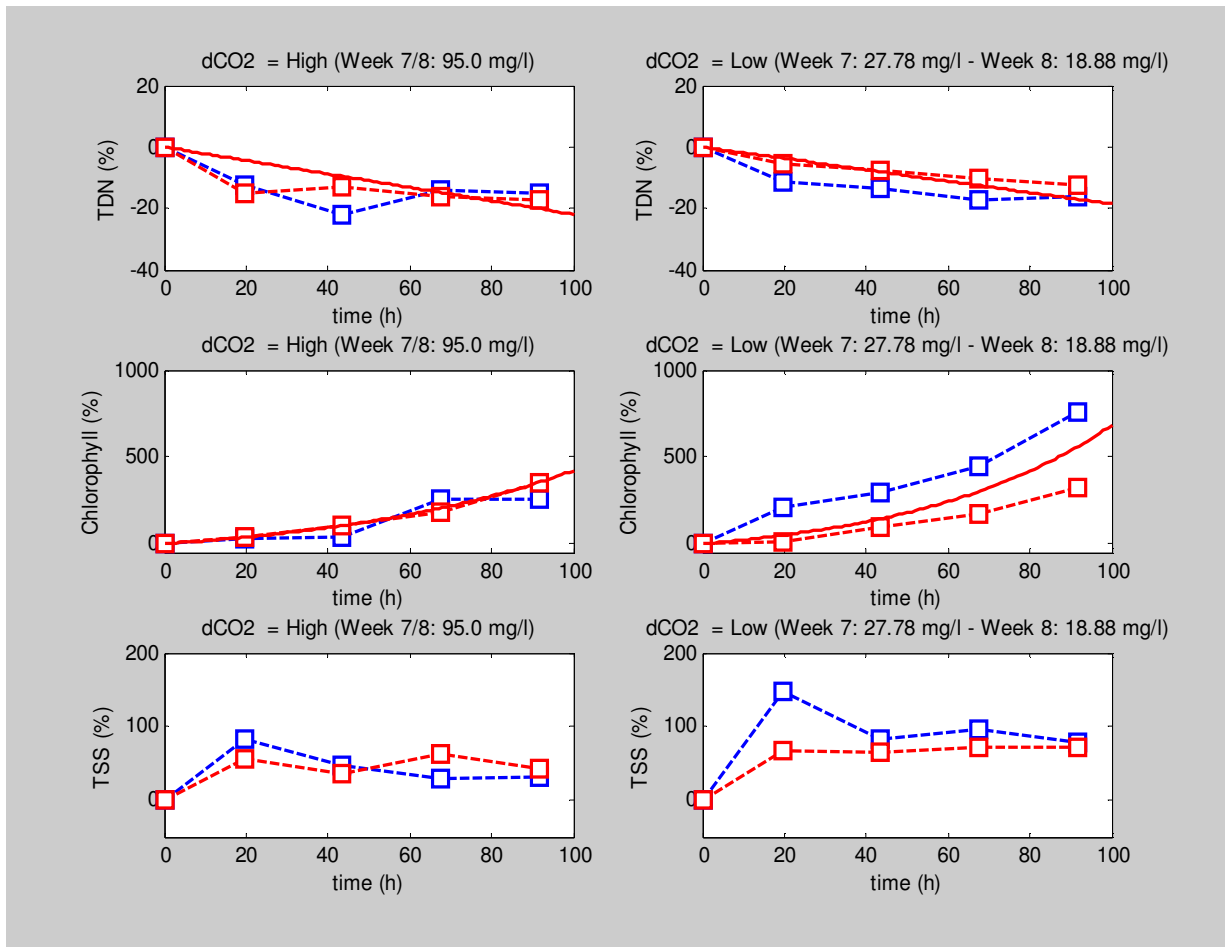 dCO2 = High (Week 7/8: 95.0 mg/l)
20
0
-20
-40
TDN (%)
0 20 40 60 80 100
time (h)
dCO2 = Low (Week 7: 27.78 mg/l - Week 8: 18.88 mg/l)
20
0
-20
-40
TDN (%)
0 20 40 60 80 100
time (h)
dCO2 = High (Week 7/8: 95.0 mg/l)
1000
500
0
Chlorophyll (%)
0 20 40 60 80 100
time (h)
dCO2 = Low (Week 7: 27.78 mg/l - Week 8: 18.88 mg/l)
1000
500
0
Chlorophyll (%)
0 20 40 60 80 100
time (h)
dCO2 = High (Week 7/8: 95.0 mg/l)
200
100
0
TSS (%)
0 20 40 60 80 100
time (h)
dCO2 = Low (Week 7: 27.78 mg/l - Week 8: 18.88 mg/l)
200
100
0
TSS (%)
0 20 40 60 80 100
time (h)